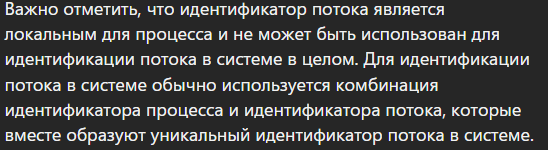 Важно отметить, что идентификатор потока является
локальным для процесса и не может быть использован для
идентификации потока в системе в целом. Для идентификации
потока в системе обычно используется комбинация
идентификатора процесса и идентификатора потока, которые
вместе образуют уникальный идентификатор потока в системе.